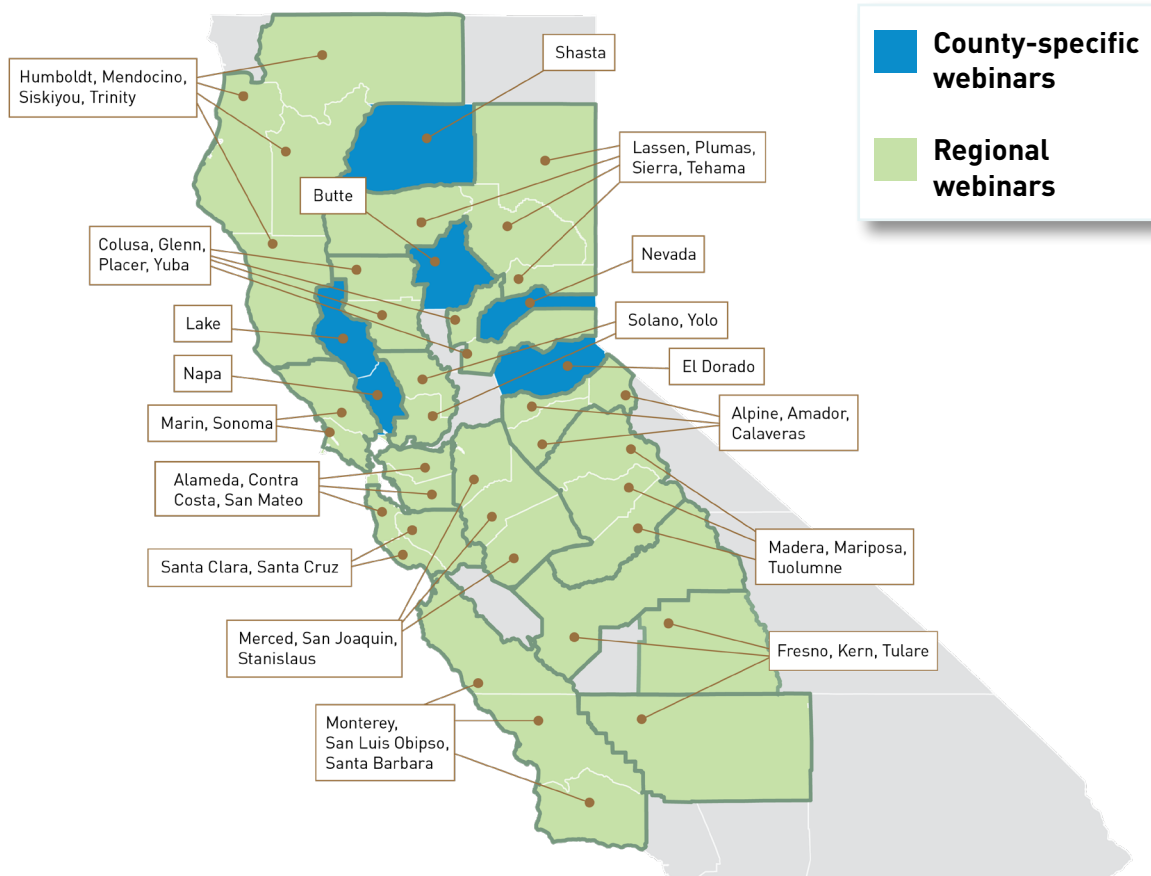 County-specific
webinars
Regional
webinars
Shasta
Humboldt, Mendocino,
Siskiyou, Trinity
Lassen, Plumas,
Sierra, Tehama
Butte
Colusa, Glenn,
Placer, Yuba
Nevada
Lake
Solano, Yolo
Napa
El Dorado
Marin, Sonoma
Alpine, Amador,
Calaveras
Alameda, Contra
Costa, San Mateo
Madera, Mariposa,
Tuolumne
Santa Clara, Santa Cruz
Merced, San Joaquin,
Stanislaus
Fresno, Kern, Tulare
Monterey,
San Luis Obipso,
Santa Barbara